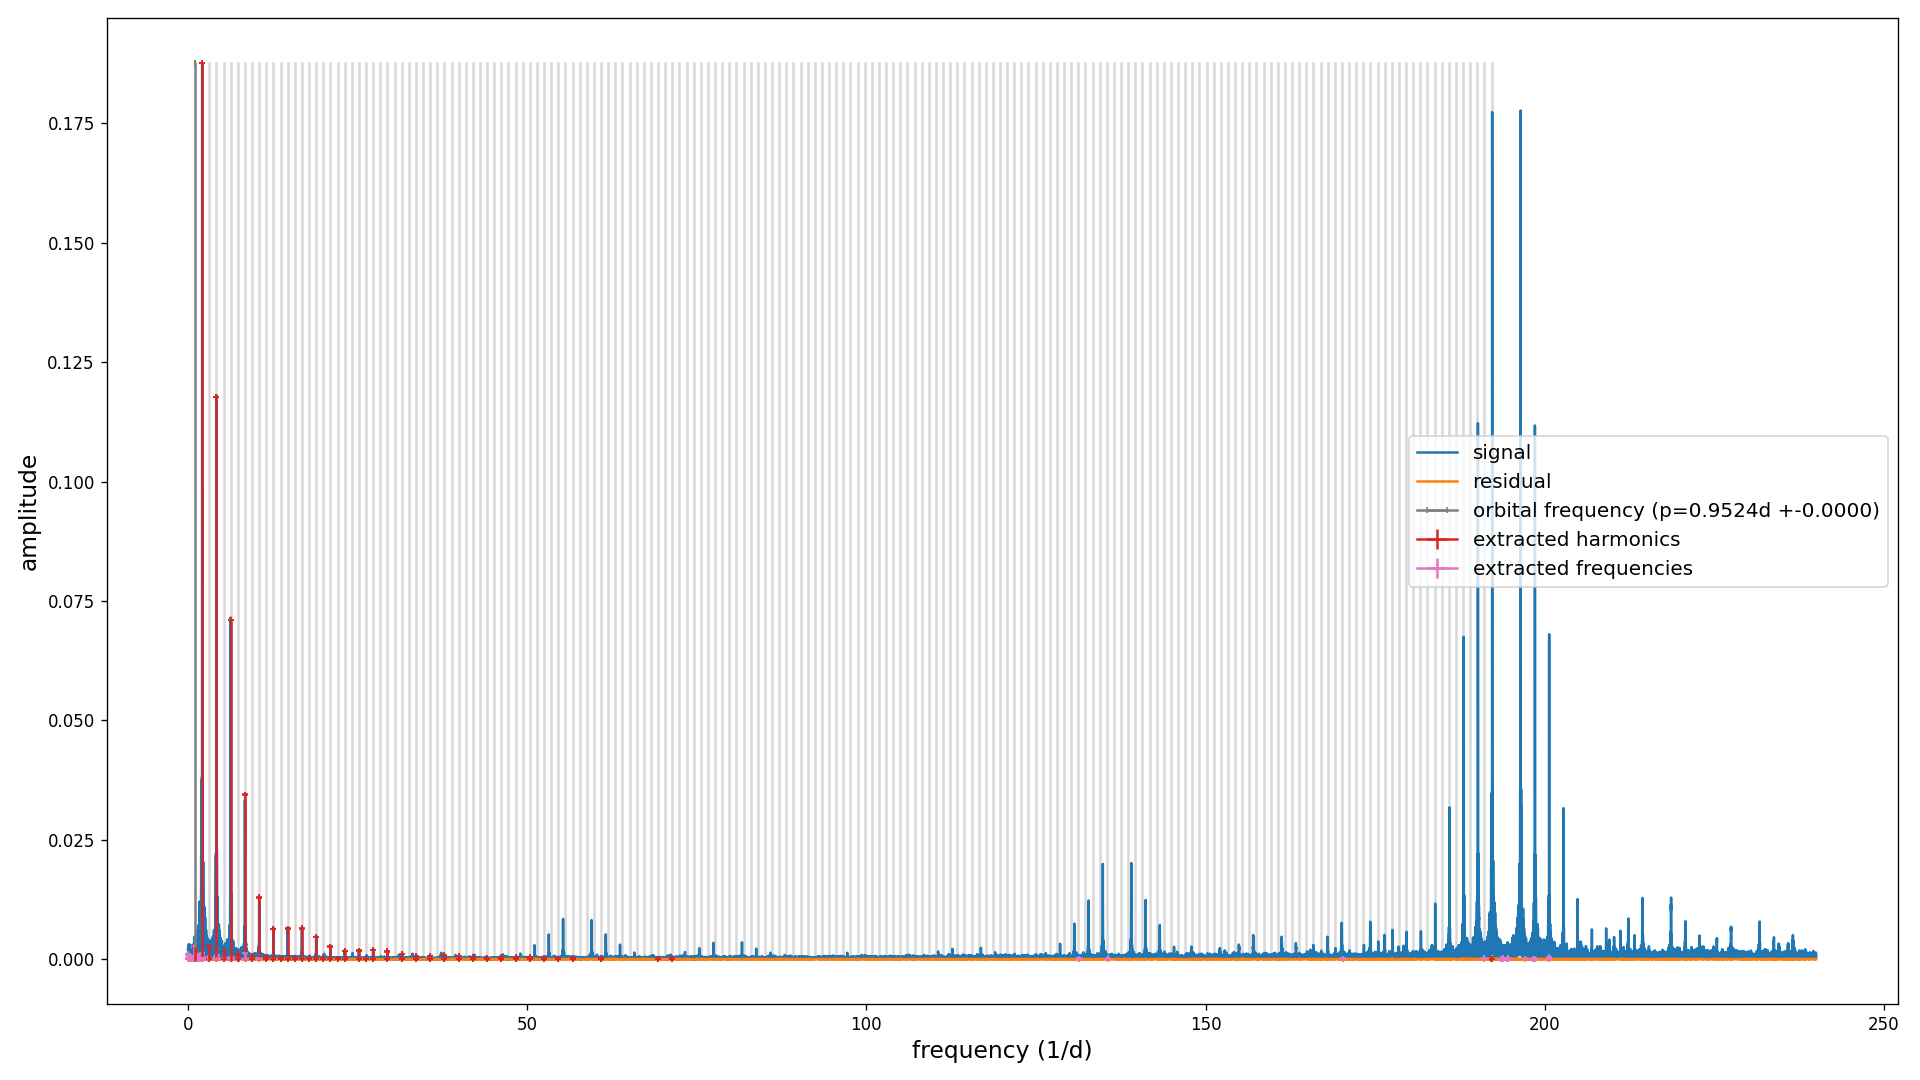 0.175
0.150
0.125
0.100
0.075
0.050
0.025
0.000
amplitude
signal
residual
orbital frequency (p=0.9524d +-0.0000)
extracted harmonics
extracted frequencies
0 50 100 150 200 250
frequency (1/d)